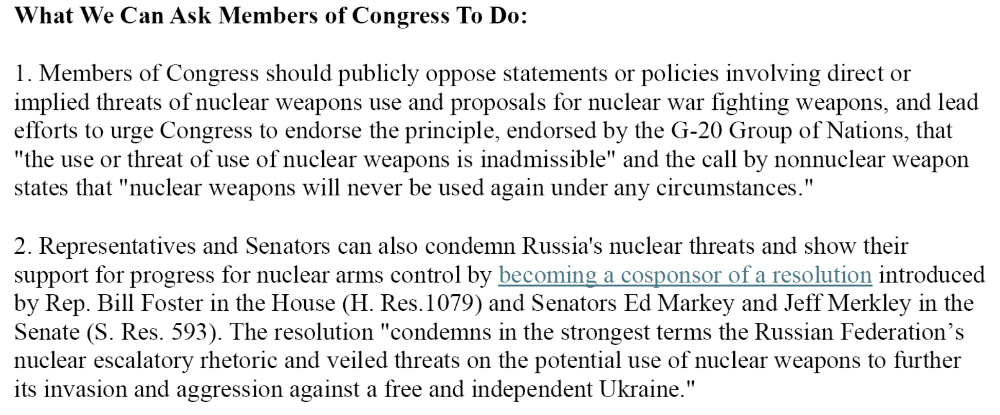 What We Can Ask Members of Congress To Do:
1. Members of Congress should publicly oppose statements or policies involving direct or
implied threats of nuclear weapons use and proposals for nuclear war fighting weapons, and lead
efforts to urge Congress to endorse the principle, endorsed by the G-20 Group of Nations, that
"the use or threat of use of nuclear weapons is inadmissible" and the call by nonnuclear weapon
states that "nuclear weapons will never be used again under any circumstances."
2. Representatives and Senators can also condemn Russia's nuclear threats and show their
support for progress for nuclear arms control by becoming a cosponsor of a resolution introduced
by Rep. Bill Foster in the House (H. Res.1079) and Senators Ed Markey and Jeff Merkley in the
Senate (S. Res. 593). The resolution "condemns in the strongest terms the Russian Federation’s
nuclear escalatory rhetoric and veiled threats on the potential use of nuclear weapons to further
its invasion and aggression against a free and independent Ukraine."